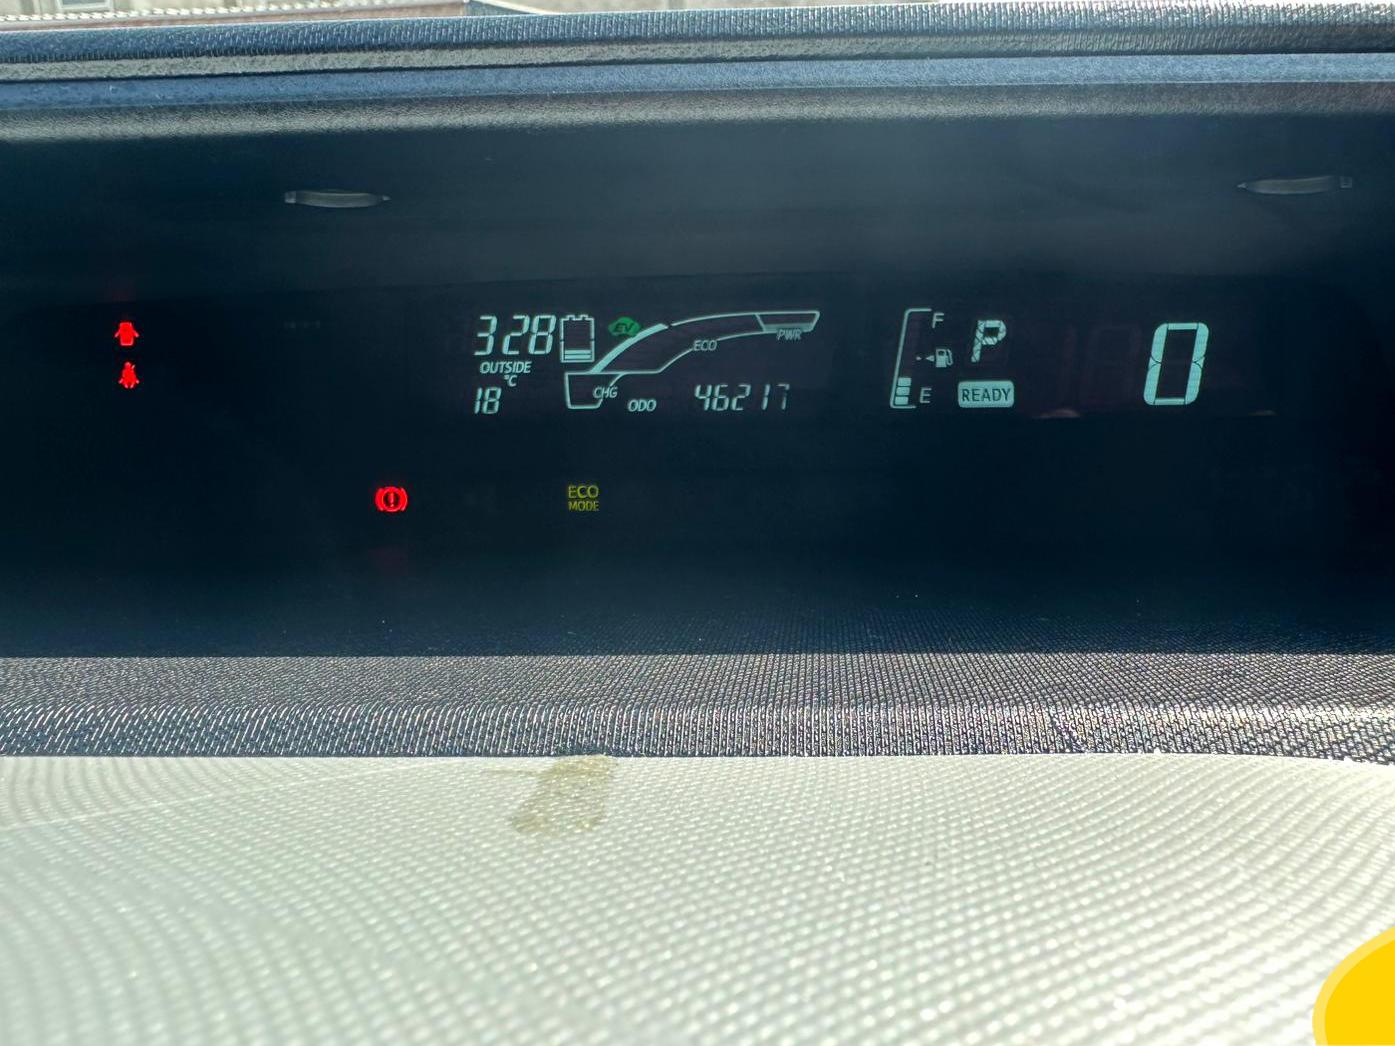 328
EV
PWR
ECO
OUTSIDE
°C
18
CHG
ODO
46217
F
E
P
READY
0
ECO
MODE